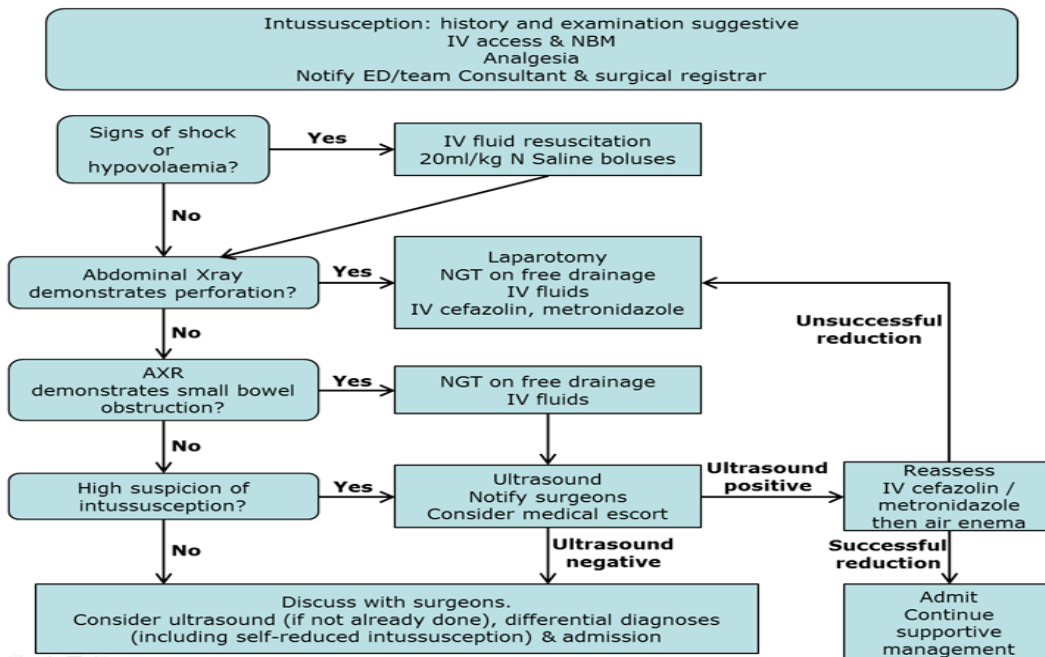 Intussusception: history and examination suggestive
IV access & NBM
Analgesia
Notify ED/team Consultant & surgical registrar
Signs of shock
or
hypovolaemia?
Yes
IV fluid resuscitation
20ml/kg N Saline boluses
No
Abdominal Xray
demonstrates perforation?
Yes
Laparotomy
NGT on free drainage
IV fluids
IV cefazolin, metronidazole
Unsuccessful
reduction
No
AXR
demonstrates small bowel
obstruction?
Yes
NGT on free drainage
IV fluids
No
High suspicion of
intussusception?
Yes
Ultrasound
Notify surgeons
Consider medical escort
Ultrasound
positive
Reassess
IV cefazolin /
metronidazole
then air enema
No
Ultrasound
negative
Successful
reduction
Discuss with surgeons.
Consider ultrasound (if not already done), differential diagnoses
(including self-reduced intussusception) & admission
Admit
Continue
supportive
management